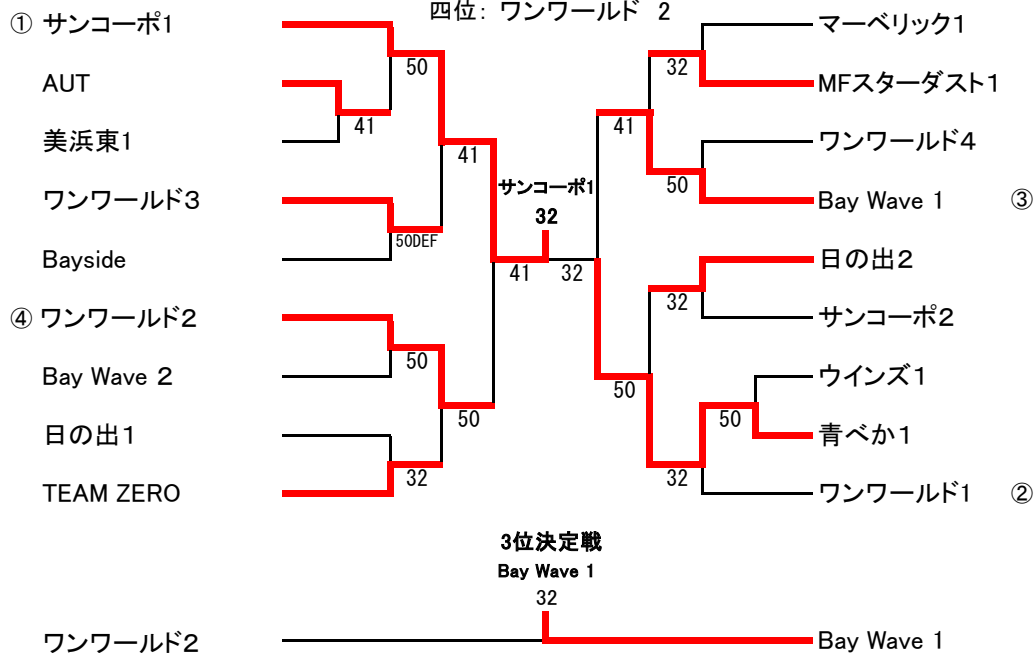 四位: ワンワールド 2
① サンコーポ1
AUT
美浜東1
ワンワールド3
Bayside
④ ワンワールド2
Bay Wave 2
日の出1
TEAM ZERO
50
41
50DEF
41
50
32
50
41
サンコーポ1
32
32
マーベリック1
MFスターダスト1
ワンワールド4
Bay Wave 1 ③
日の出2
サンコーポ2
ウインズ1
青べか1
ワンワールド1 ②
32
41
50
32
50
50
32
3位決定戦
Bay Wave 1
32
ワンワールド2
Bay Wave 1